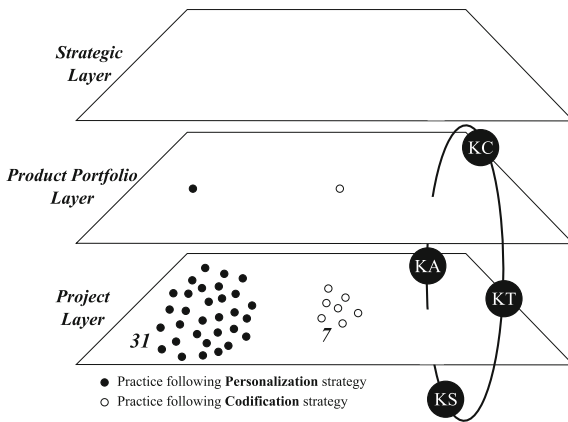 Strategic
Layer
KC
Product Portfolio
Layer
KA
Project
Layer
KT
31
7
● Practice following Personalization strategy
○ Practice following Codification strategy
KS